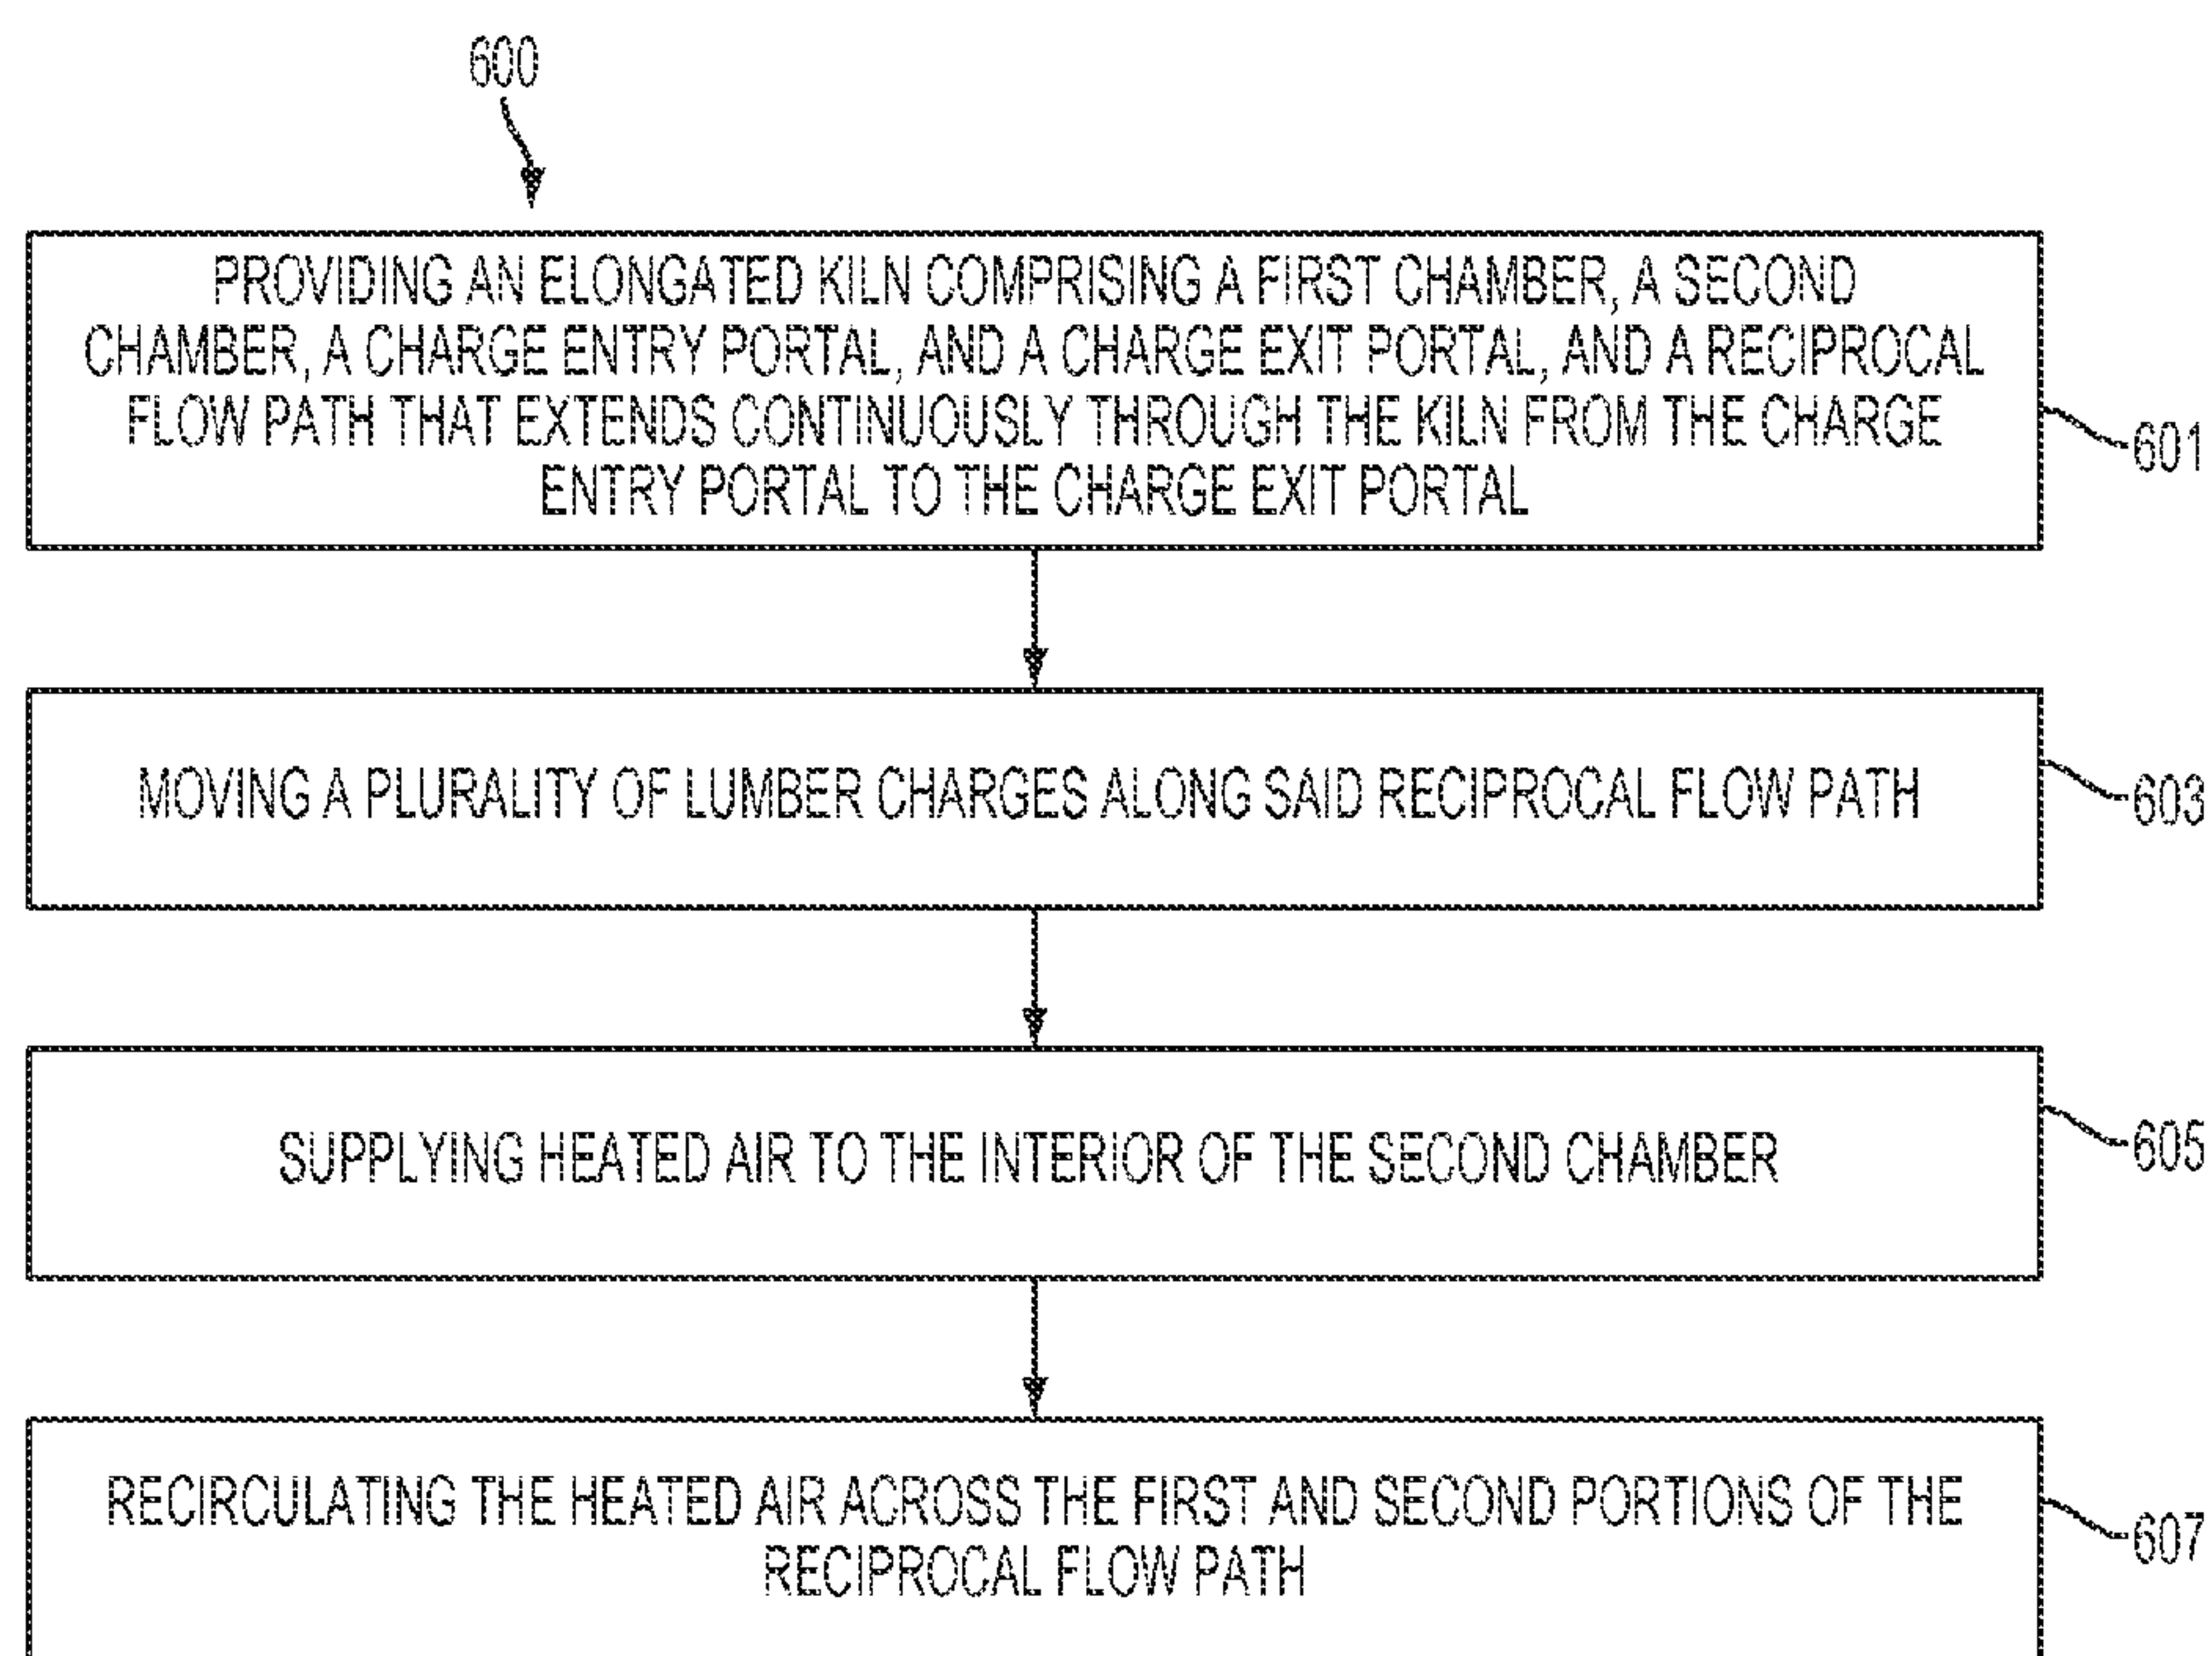 600
PROVIDING AN ELONGATED KILN COMPRISING A FIRST CHAMBER, A SECOND
CHAMBER, A CHARGE ENTRY PORTAL, AND A CHARGE EXIT PORTAL, AND A RECIPROCAL
FLOW PATH THAT EXTENDS CONTINUOUSLY THROUGH THE KILN FROM THE CHARGE
ENTRY PORTAL TO THE CHARGE EXIT PORTAL
601
MOVING A PLURALITY OF LUMBER CHARGES ALONG SAID RECIPROCAL FLOW PATH
603
SUPPLYING HEATED AIR TO THE INTERIOR OF THE SECOND CHAMBER
605
RECIRCULATING THE HEATED AIR ACROSS THE FIRST AND SECOND PORTIONS OF THE
RECIPROCAL FLOW PATH
607